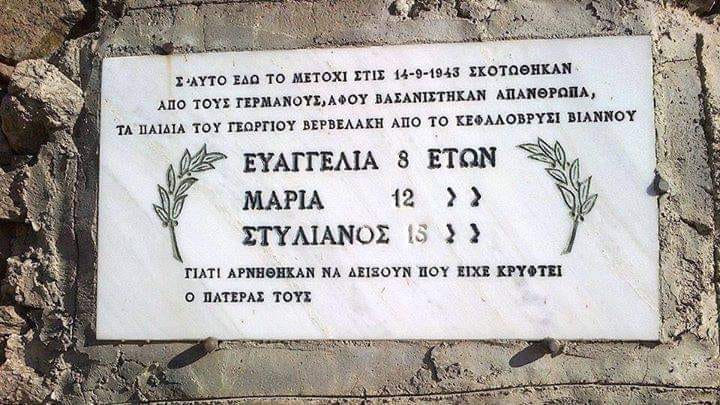 Σ'ΑΥΤΟ ΕΔΩ ΤΟ ΜΕΤΟΧΙ ΣΤΙΣ 14-9-1943 ΣΚΟΤΩΘΗΚΑΝ
ΑΠΟ ΤΟΥΣ ΓΕΡΜΑΝΟΥΣ,ΑΦΟΥ ΒΑΣΑΝΙΣΤΗΚΑΝ ΑΠΑΝΘΡΩΠΑ,
ΤΑ ΠΑΙΔΙΑ ΤΟΥ ΓΕΩΡΓΙΟΥ ΒΕΡΒΕΛΑΚΗ ΑΠΟ ΤΟ ΚΕΦΑΛΟΒΡΥΣΙ ΒΙΑΝΝΟΥ
ΕΥΑΓΓΕΛΙΑ 8 ΕΤΩΝ
ΜΑΡΙΑ 12 》
ΣΤΥΛΙΑΝΟΣ 15 》
ΓΙΑΤΙ ΑΡΝΗΘΗΚΑΝ ΝΑ ΔΕΙΞΟΥΝ ΠΟΥ ΕΙΧΕ ΚΡΥΦΤΕΙ
Ο ΠΑΤΕΡΑΣ ΤΟΥΣ